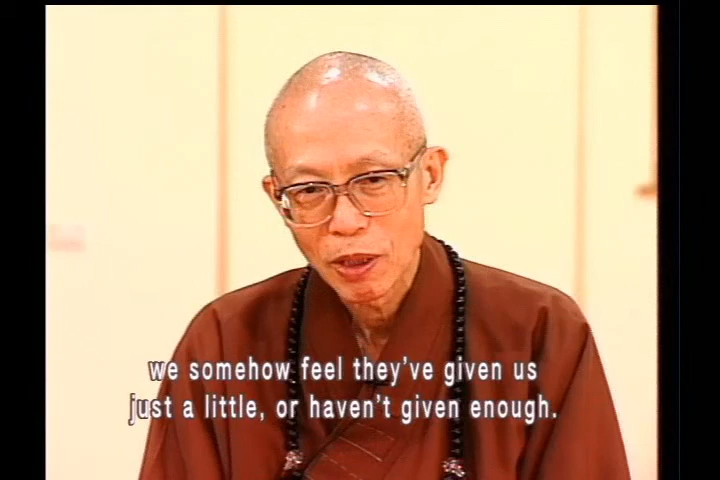 we somehow feel they've given us
just a little, or haven't given enough.